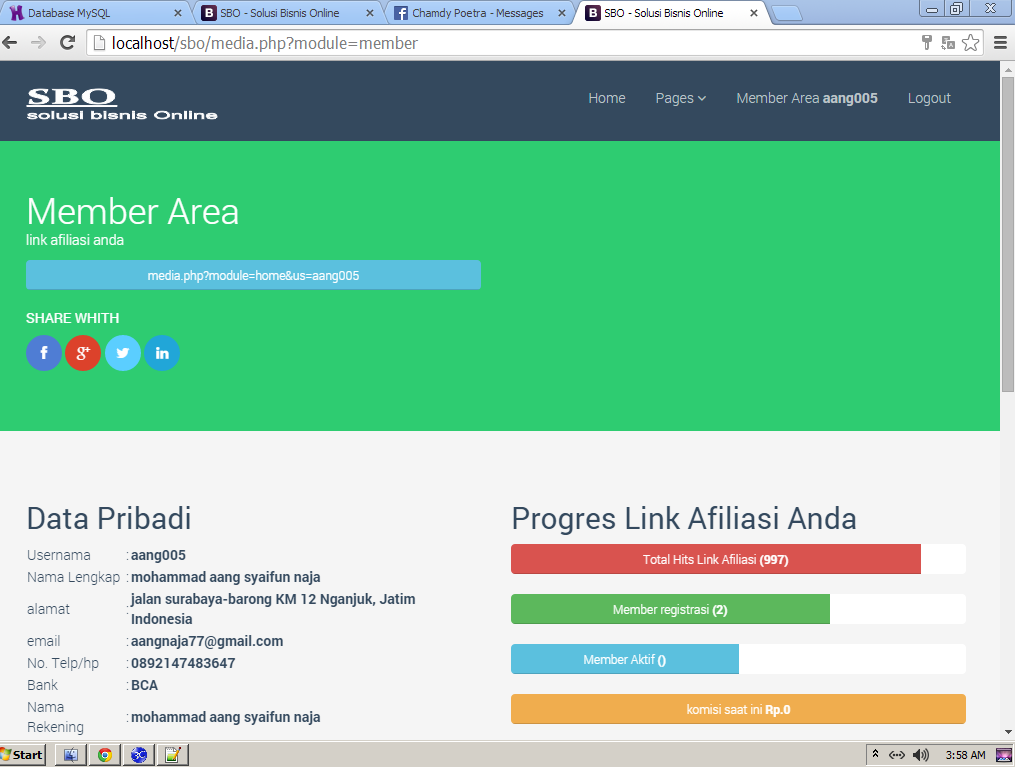 Database MySQL
SBO - Solusi Bisnis Online
Chamdy Poetra - Messages
SBO - Solusi Bisnis Online
localhost/sbo/media.php?module=member
SBO
solusi bisnis Online
Home
Pages
Member Area aang005
Logout
Member Area
link afiliasi anda
media.php?module=home&us=aang005
SHARE WHITH
Data Pribadi
Usernama : aang005
Nama Lengkap : mohammad aang syaifun naja
alamat : jalan surabaya-barong KM 12 Nganjuk, Jatim
Indonesia
email : aangnaja77@gmail.com
No. Telp/hp : 0892147483647
Bank : BCA
Nama
Rekening : mohammad aang syaifun naja
Progres Link Afiliasi Anda
Total Hits Link Afiliasi (997)
Member registrasi (2)
Member Aktif ()
komisi saat ini Rp.0
Start
3:58 AM